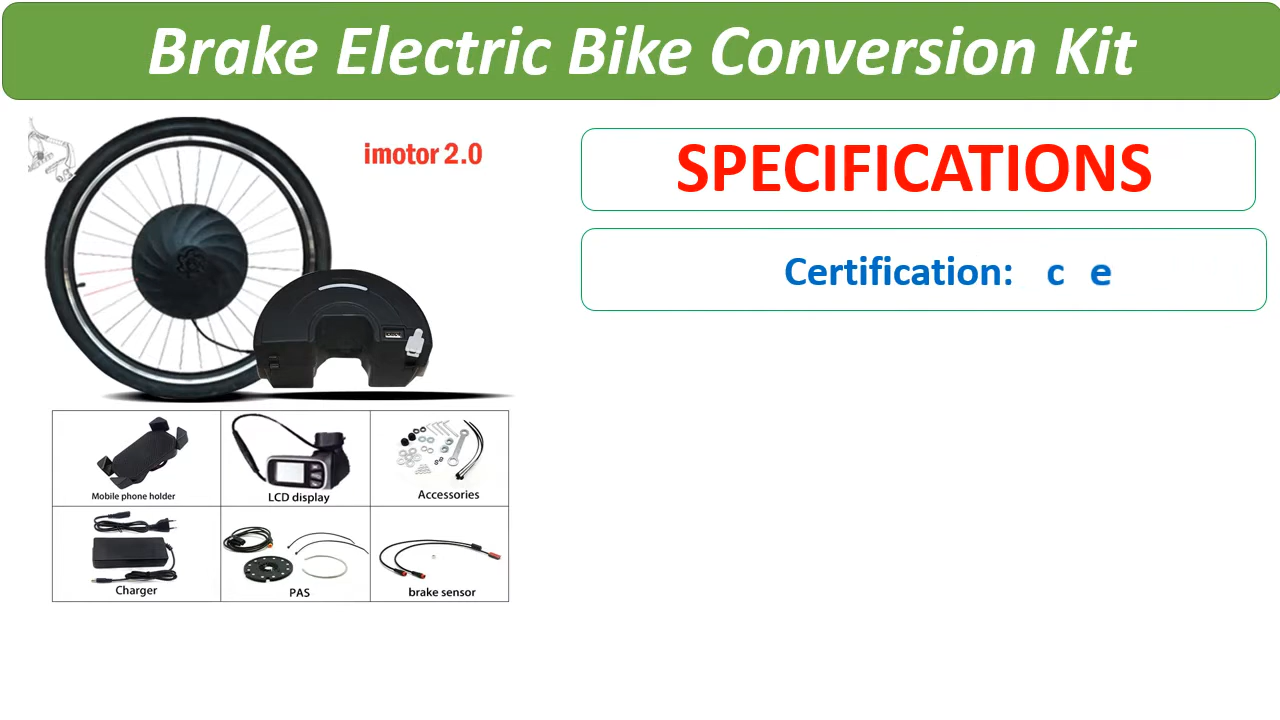 Brake Electric Bike Conversion Kit
imotor 2.0
SPECIFICATIONS
Certification: c e
Mobile phone holder
LCD display
Accessories
Charger
PAS
brake sensor